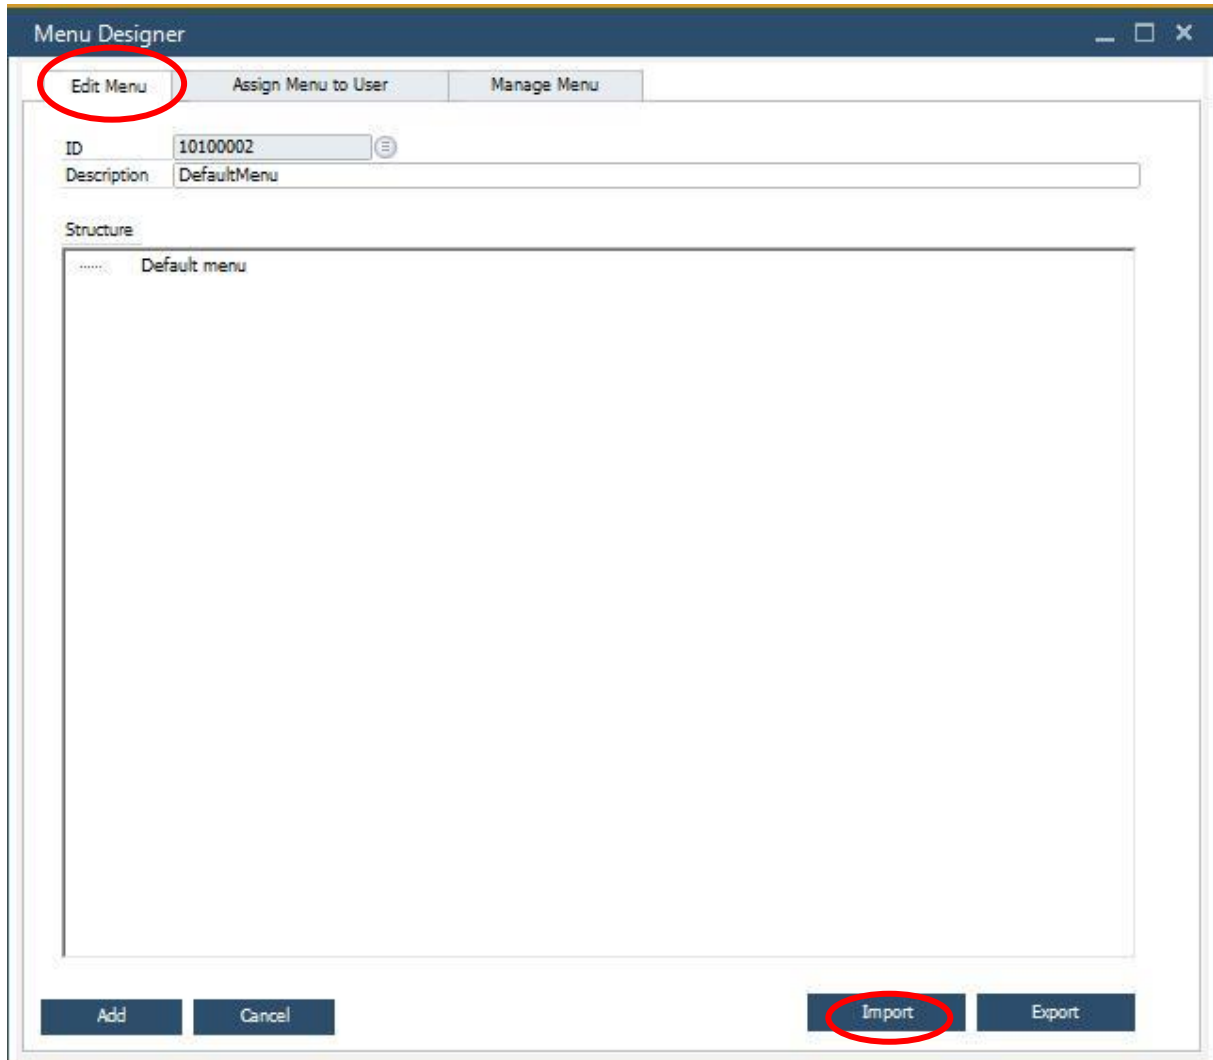 Menu Designer
Edit Menu Assign Menu to User Manage Menu
ID 10100002
Description DefaultMenu
Structure
Default menu
Add Cancel Import Export